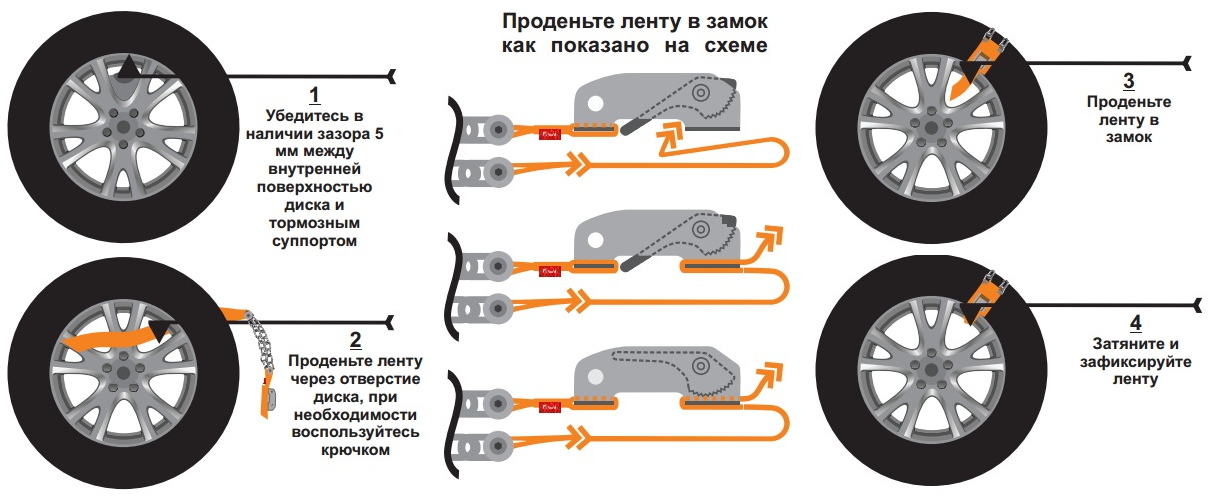 1
Убедитесь в
наличии зазора 5
мм между
внутренней
поверхностью
диска и
тормозным
суппортом
2
Проденьте ленту
через отверстие
диска, при
необходимости
воспользуйтесь
крючком
Проденьте ленту в замок
как показано на схеме
3
Проденьте
ленту в
замок
4
Затяните и
зафиксируйте
ленту